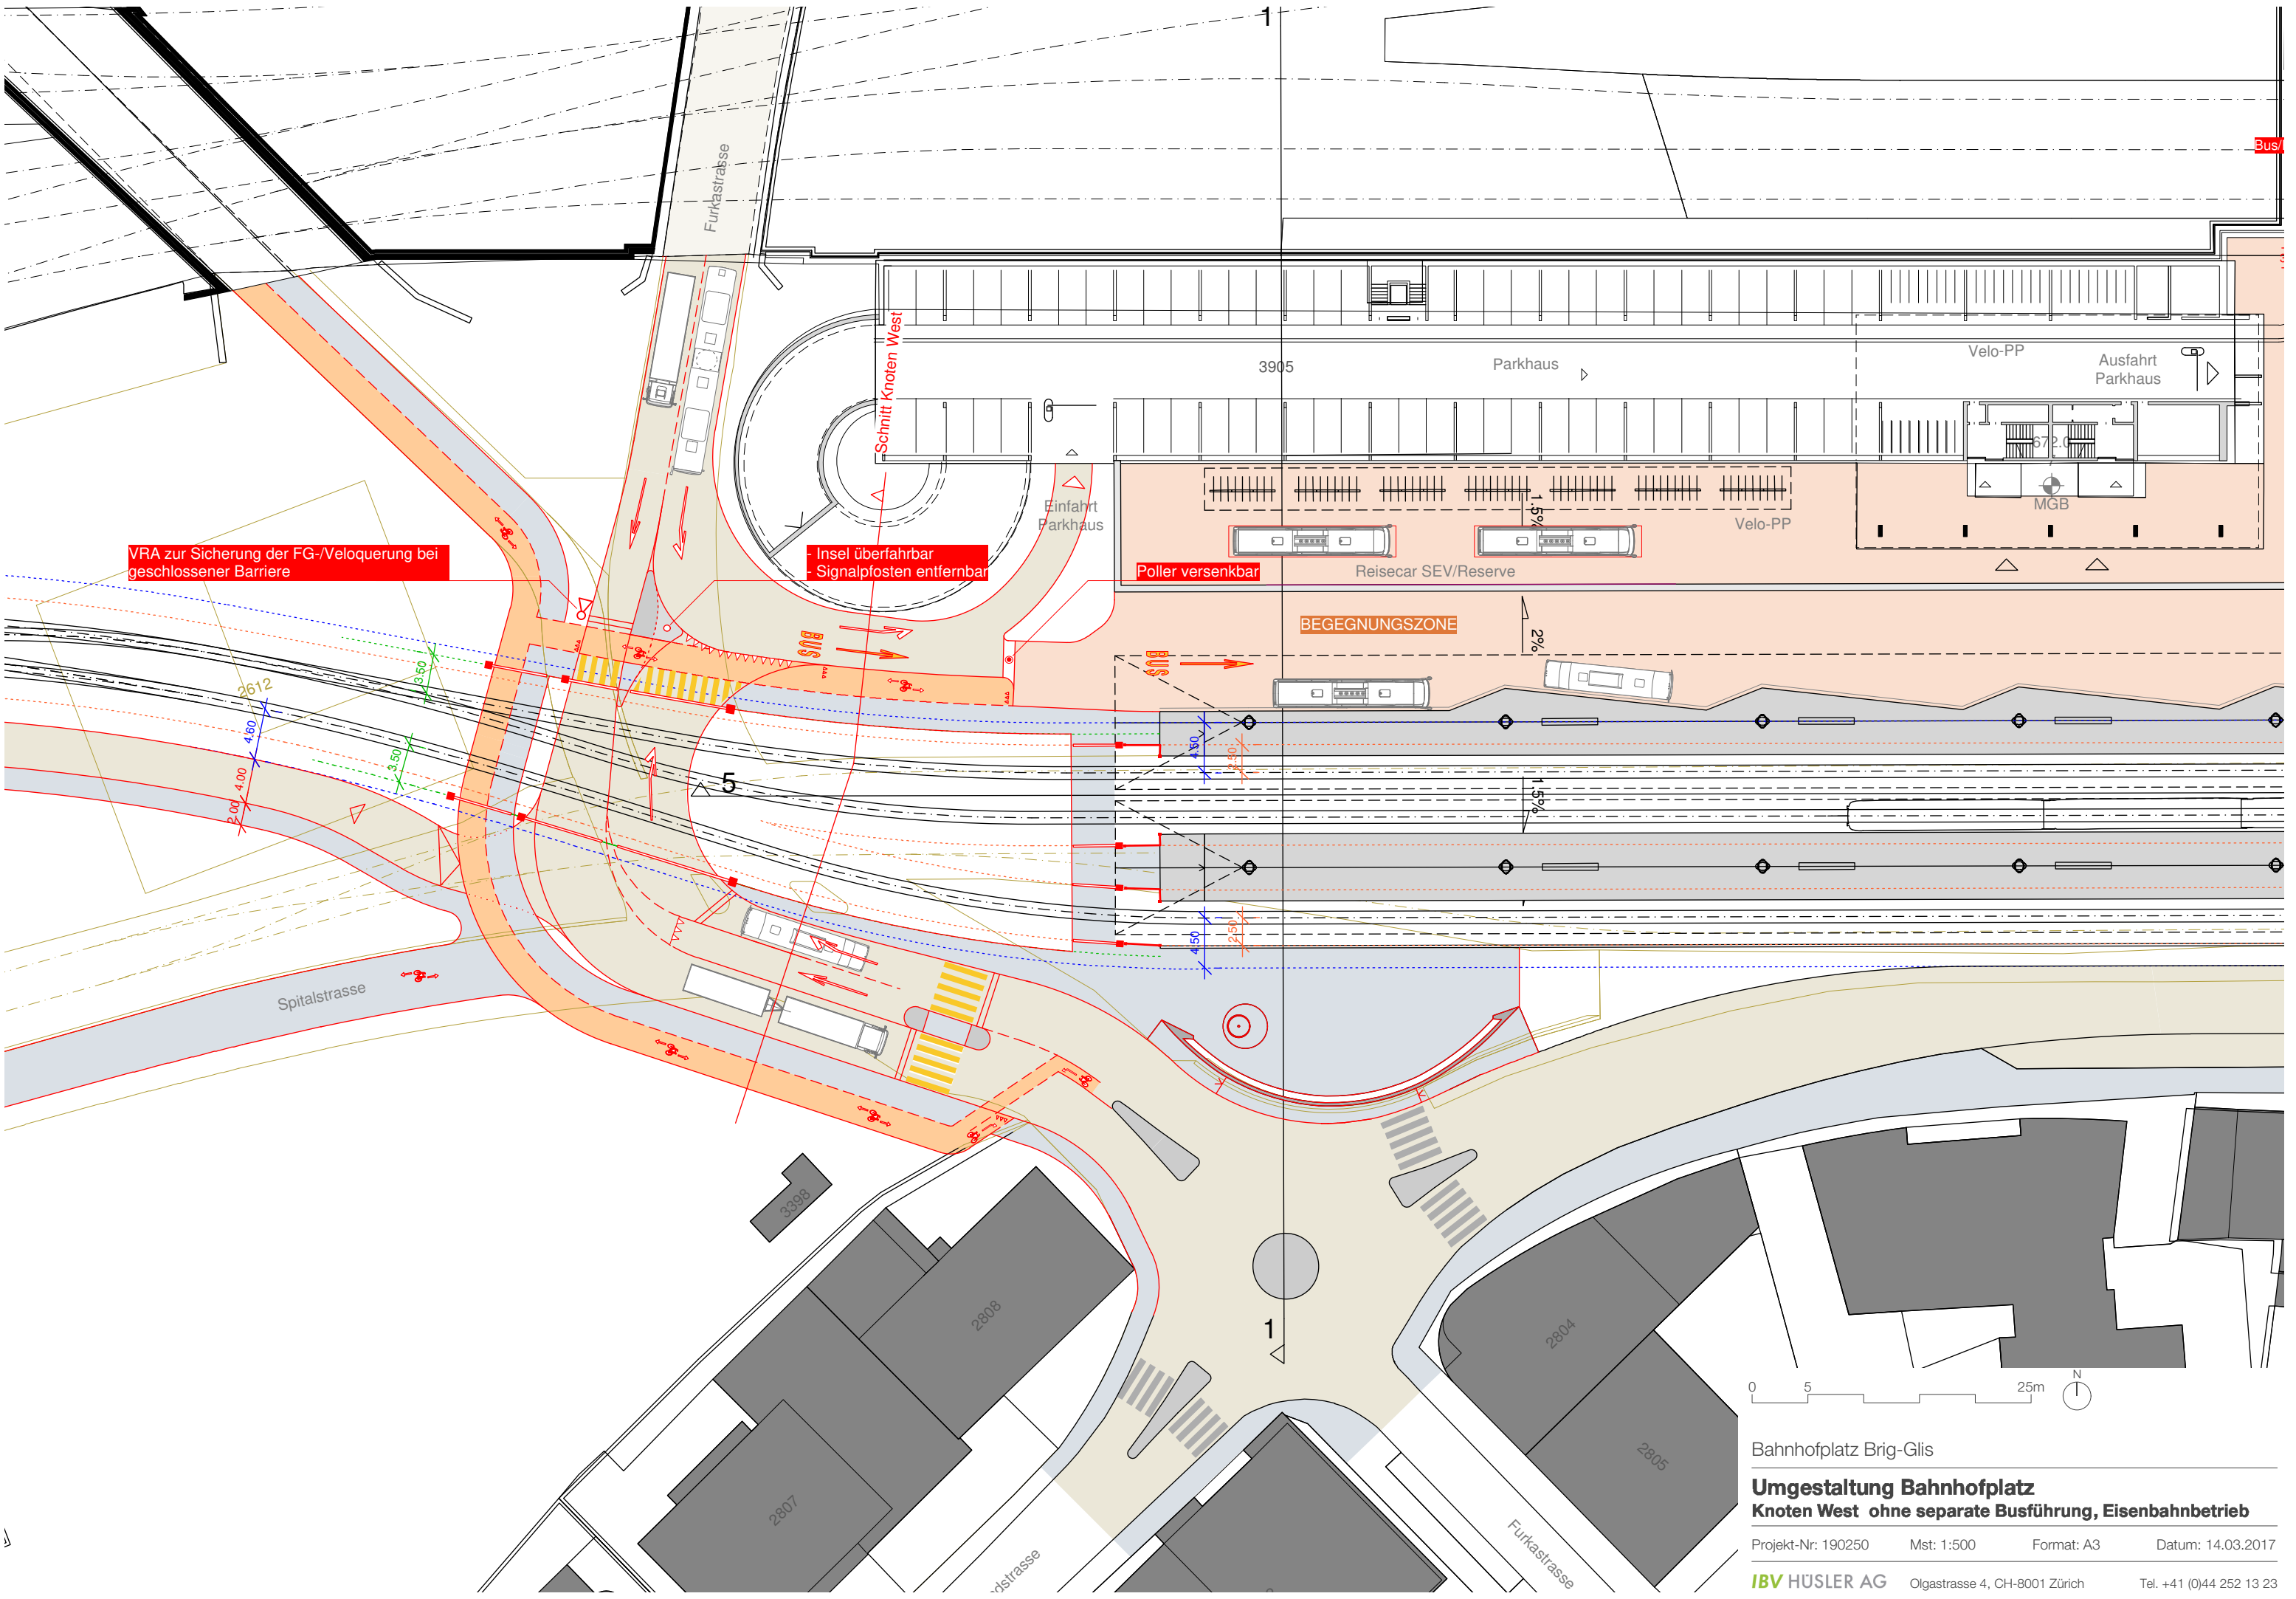 1
Bus/
Furkastrasse
Schnitt Knoten West
3905
Parkhaus
Velo-PP
Ausfahrt
Parkhaus
672.0
MGB
Einfahrt
Parkhaus
1.5%
Velo-PP
Reisecar SEV/Reserve
VRA zur Sicherung der FG-/Veloquerung bei
geschlossener Barriere
- Insel überfahrbar
- Signalpfosten entfernbar
Poller versenkbar
BEGEGNUNGSZONE
2%
BUS
BUS
2612
3.50
4.60
3.50
4.00
2.00
5
4.50
2.50
1.5%
4.50
2.50
Spitalstrasse
3398
2808
2807
1
2804
2805
Furkastrasse
dstrasse
0 5 25m
N
Bahnhofplatz Brig-Glis
Umgestaltung Bahnhofplatz
Knoten West ohne separate Busführung, Eisenbahnbetrieb
Projekt-Nr: 190250 Mst: 1:500 Format: A3 Datum: 14.03.2017
IBV HÜSLER AG Olgastrasse 4, CH-8001 Zürich Tel. +41 (0)44 252 13 23